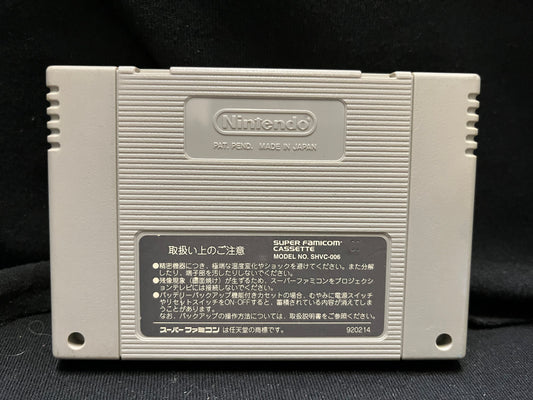 Nintendo
PAT. PEND. MADE IN JAPAN
取扱い上のご注意
SUPER FAMICOM
CASSETTE
MODEL NO. SHVC-006
●精密機器につき、極端な温度変化やショックを避けてください。また分解
したり、端子部を汚したりしないでください。
●残像現象(画面焼け)が生ずるため、スーパーファミコンをプロジェクシ
ョンテレビには接続しないでください。
●バッテリーバックアップ機能付きカセットの場合、むやみに電源スイッチ
やリセットスイッチをON・OFFすると、蓄積されている内容が消えてしま
うことがあります。
なお、バックアップの操作方法については、取扱説明書をご参照ください。
スーパーファミコン は任天堂の商標です。
920214